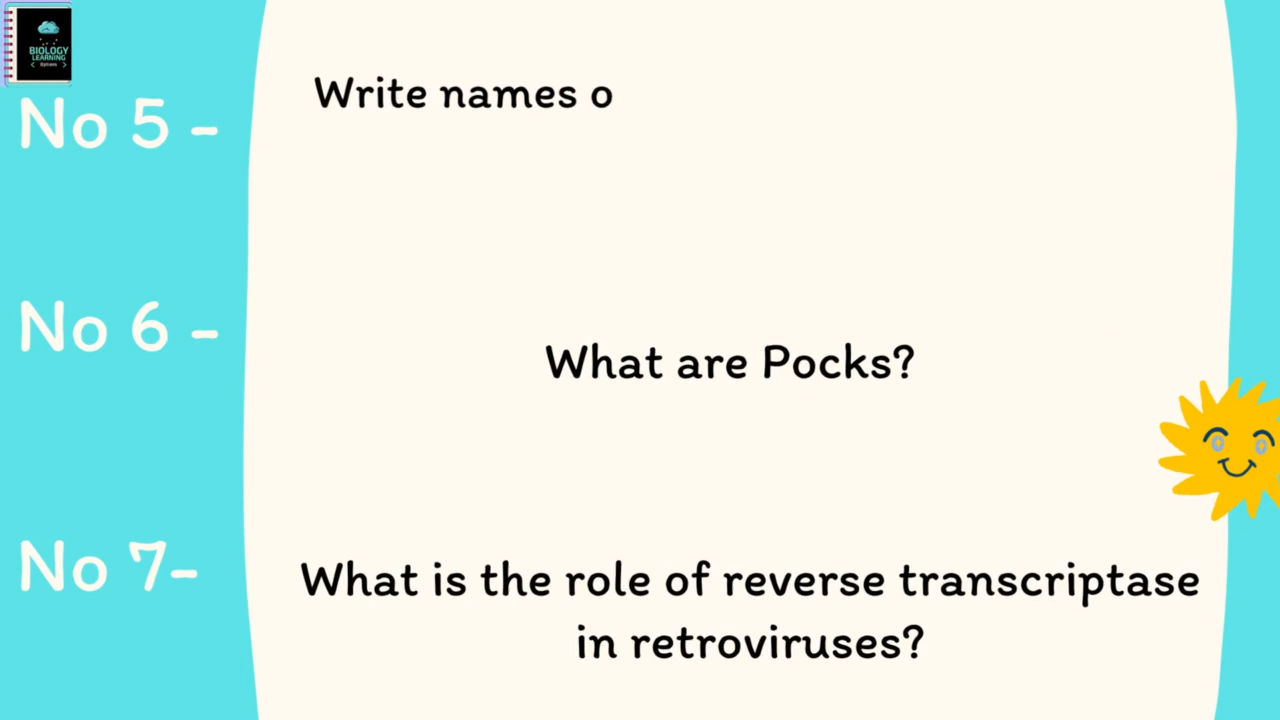 BIOLOGY
LEARNING
< Options >
No 5 -
Write names o
No 6 -
What are Pocks?
No 7-
What is the role of reverse transcriptase
in retroviruses?